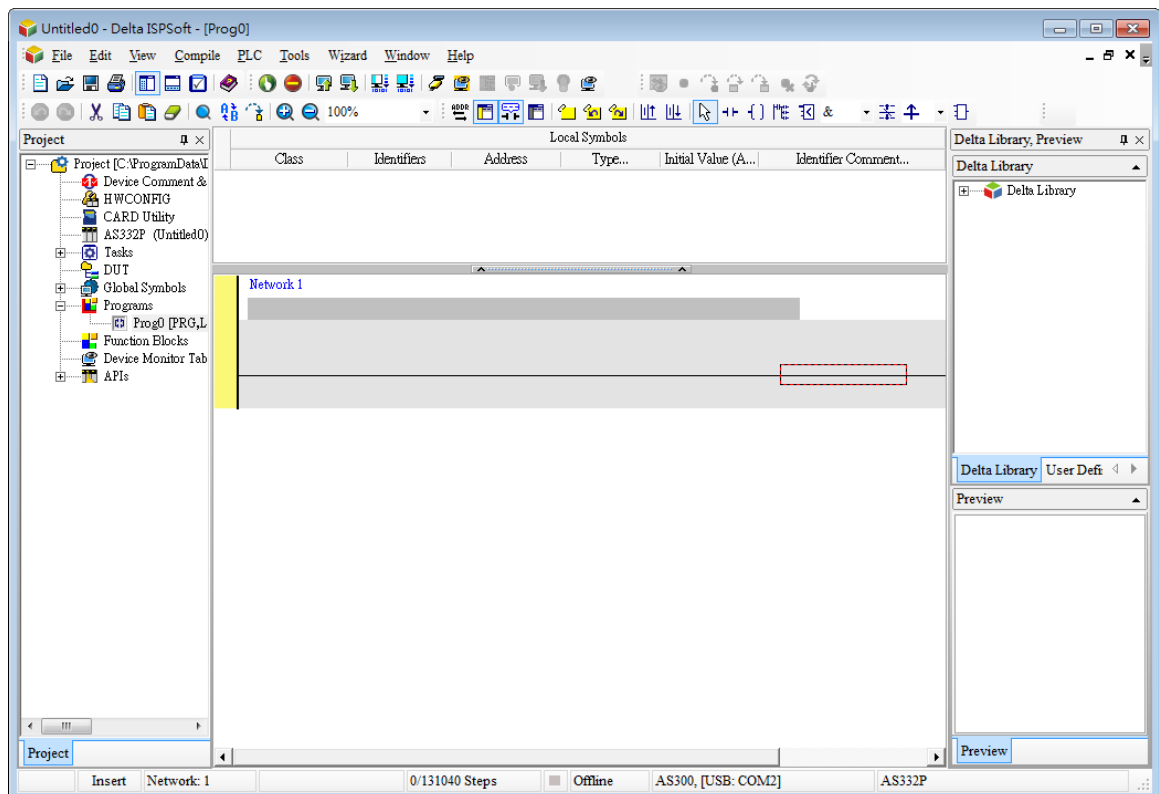 Untitled0 - Delta ISPSoft - [Prog0]
File Edit View Compile PLC Tools Wizard Window Help
100%
Project
Project [C:\ProgramData\D
Device Comment &
HWCONFIG
CARD Utility
AS332P (Untitled0)
Tasks
DUT
Global Symbols
Programs
Prog0 [PRG,L
Function Blocks
Device Monitor Tab
APIs
Project
Local Symbols
Class Identifiers Address Type... Initial Value (A... Identifier Comment...
Network 1
Delta Library, Preview
Delta Library
Delta Library
Delta Library User Defi
Preview
Preview
Insert Network: 1 0/131040 Steps Offline AS300, [USB: COM2] AS332P